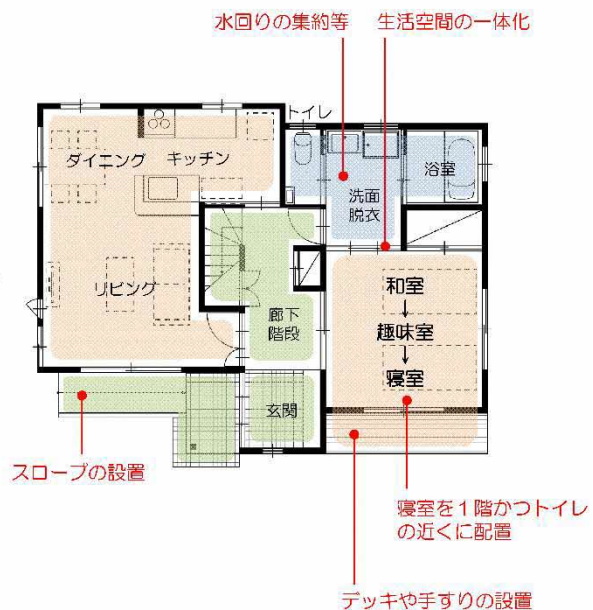 水回りの集約等
生活空間の一体化
トイレ
ダイニング キッチン
浴室
洗面
脱衣
和室
リビング
趣味室
廊下
階段
寝室
玄関
スロープの設置
寝室を1階かつトイレ
の近くに配置
デッキや手すりの設置